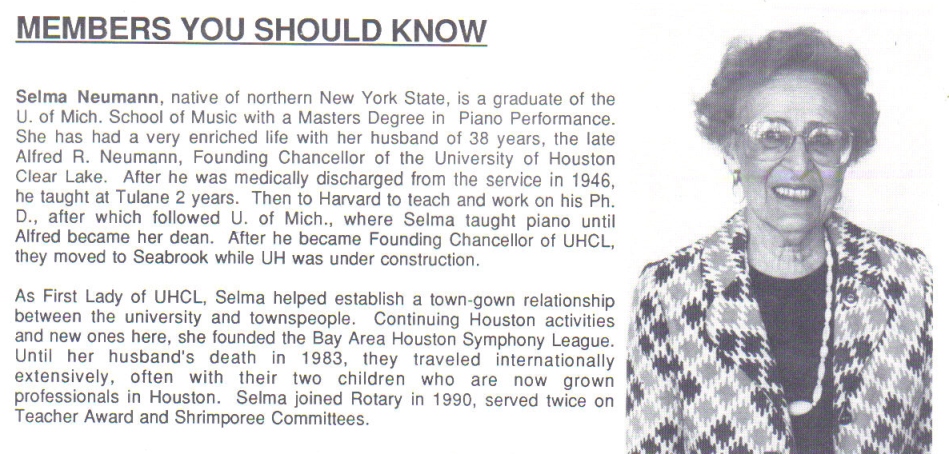 MEMBERS YOU SHOULD KNOW
Selma Neumann, native of northern New York State, is a graduate of the
U. of Mich. School of Music with a Masters Degree in Piano Performance.
She has had a very enriched life with her husband of 38 years, the late
Alfred R. Neumann, Founding Chancellor of the University of Houston
Clear Lake. After he was medically discharged from the service in 1946,
he taught at Tulane 2 years. Then to Harvard to teach and work on his Ph.
D., after which followed U. of Mich., where Selma taught piano until
Alfred became her dean. After he became Founding Chancellor of UHCL,
they moved to Seabrook while UH was under construction.
As First Lady of UHCL, Selma helped establish a town-gown relationship
between the university and townspeople. Continuing Houston activities
and new ones here, she founded the Bay Area Houston Symphony League.
Until her husband's death in 1983, they traveled internationally
extensively, often with their two children who are now grown
professionals in Houston. Selma joined Rotary in 1990, served twice on
Teacher Award and Shrimporee Committees.